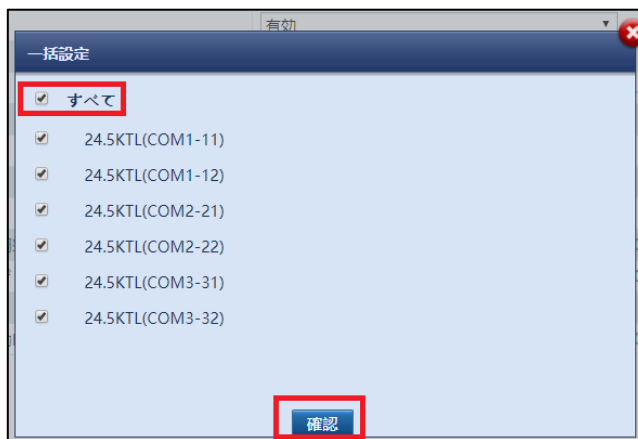 有効
一括設定
すべて
24.5KTL(COM1-11)
24.5KTL(COM1-12)
24.5KTL(COM2-21)
24.5KTL(COM2-22)
24.5KTL(COM3-31)
24.5KTL(COM3-32)
確認